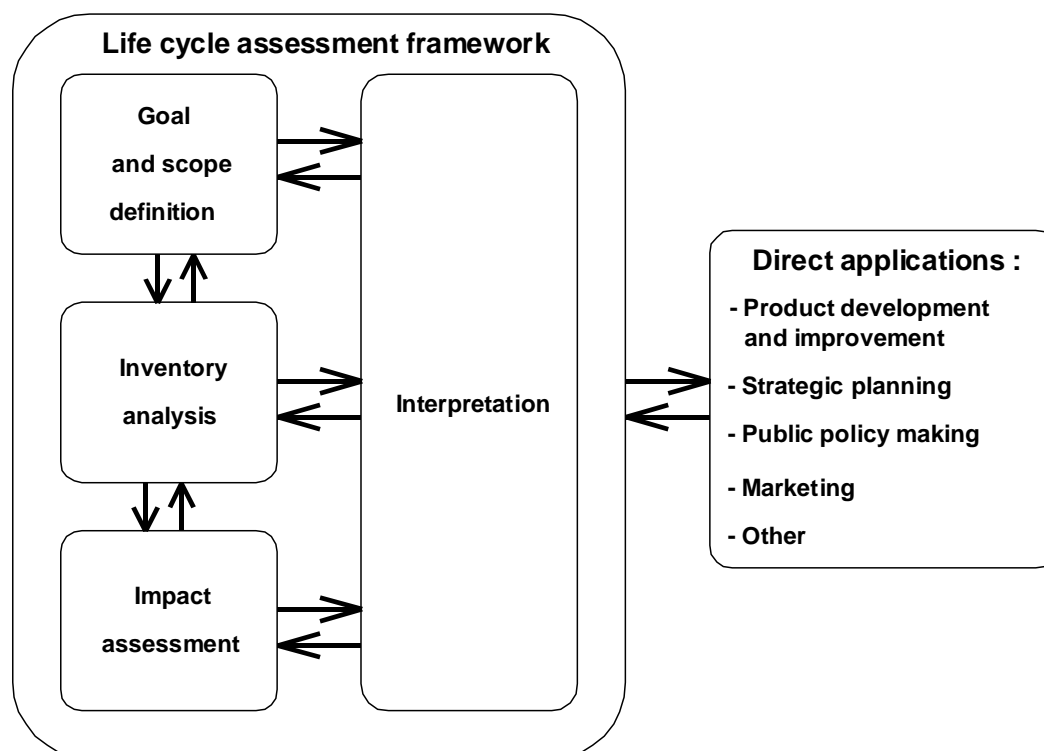 Life cycle assessment framework
Goal
and scope
definition
Inventory
analysis
Impact
assessment
Interpretation
Direct applications :
- Product development
and improvement
- Strategic planning
- Public policy making
- Marketing
- Other